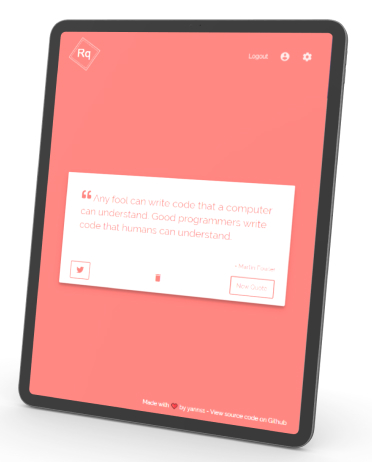 Rq
Logout
“ Any fool can write code that a computer
can understand. Good programmers write
code that humans can understand.
- Martin Fowler
New Quote
Made with ❤ by yanoss - View source code on Github